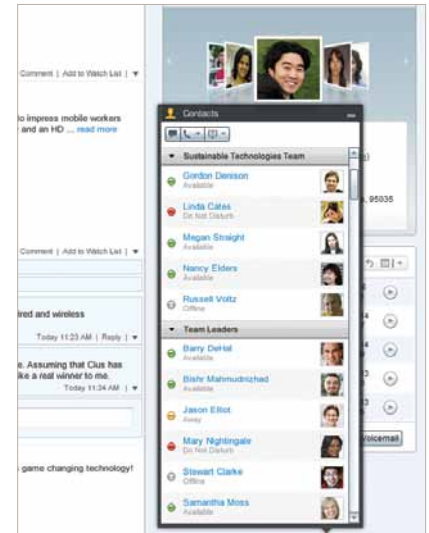 Comment | Add to Watch List |
to impress mobile workers
and an HD ... read more
Comment | Add to Watch List |
ired and wireless
Today 11:23 AM | Reply |
e. Assuming that Cius has
ike a real winner to me.
Today 11:34 AM |
game changing technology!
Contacts
Sustainable Technologies Team
Gordon Denison
Available
Linda Cates
Do Not Disturb
Megan Straight
Available
Nancy Elders
Available
Russell Voltz
Offline
Team Leaders
Barry DeHal
Available
Bishr Mahmudnizhad
Available
Jason Elliot
Away
Mary Nightingale
Do Not Disturb
Stewart Clarke
Offline
Samantha Moss
Available
, 95035
Voicemail